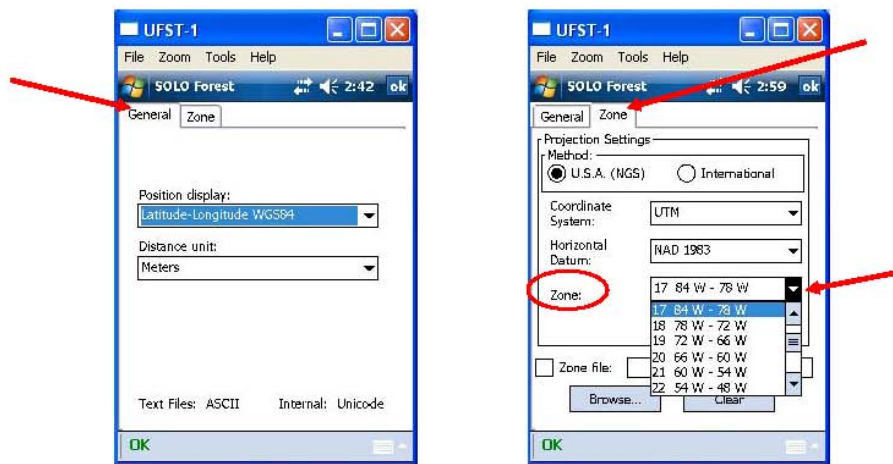 UFST-1
File Zoom Tools Help
SOLO Forest 2:42 ok
General Zone
Position display:
Latitude-Longitude WGS84
Distance unit:
Meters
Text Files: ASCII Internal: Unicode
OK
UFST-1
File Zoom Tools Help
SOLO Forest 2:59 ok
General Zone
Projection Settings
Method:
U.S.A. (NGS) International
Coordinate
System:
UTM
Horizontal
Datum:
NAD 1983
Zone:
17 84 W - 78 W
17 84 W - 78 W
18 78 W - 72 W
19 72 W - 66 W
20 66 W - 60 W
21 60 W - 54 W
22 54 W - 48 W
Zone file:
Browse... Clear
OK